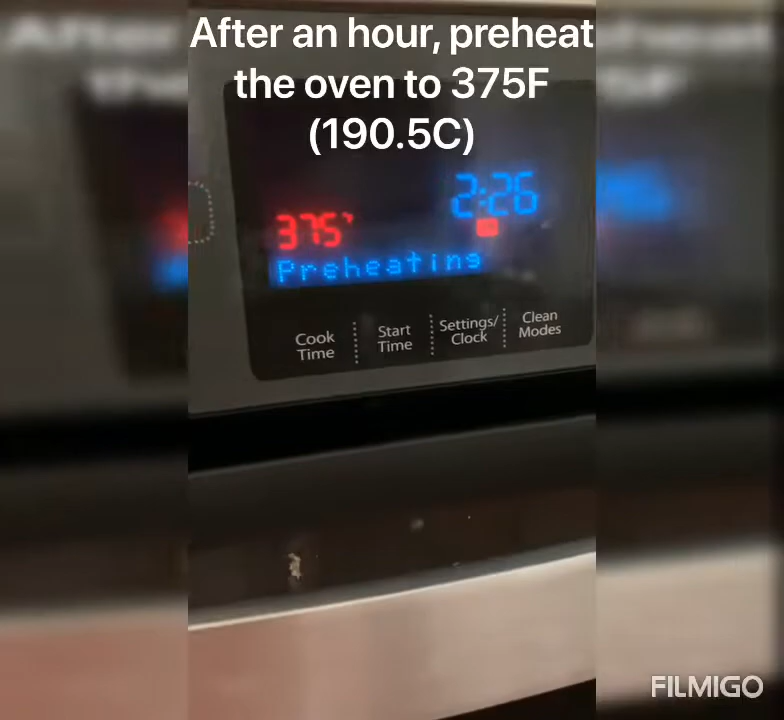 After an hour, preheat
the oven to 375F
(190.5C)
2:26
375°
Preheating
Cook
Time
Start
Time
Settings/
Clock
Clean
Modes
FILMIGO